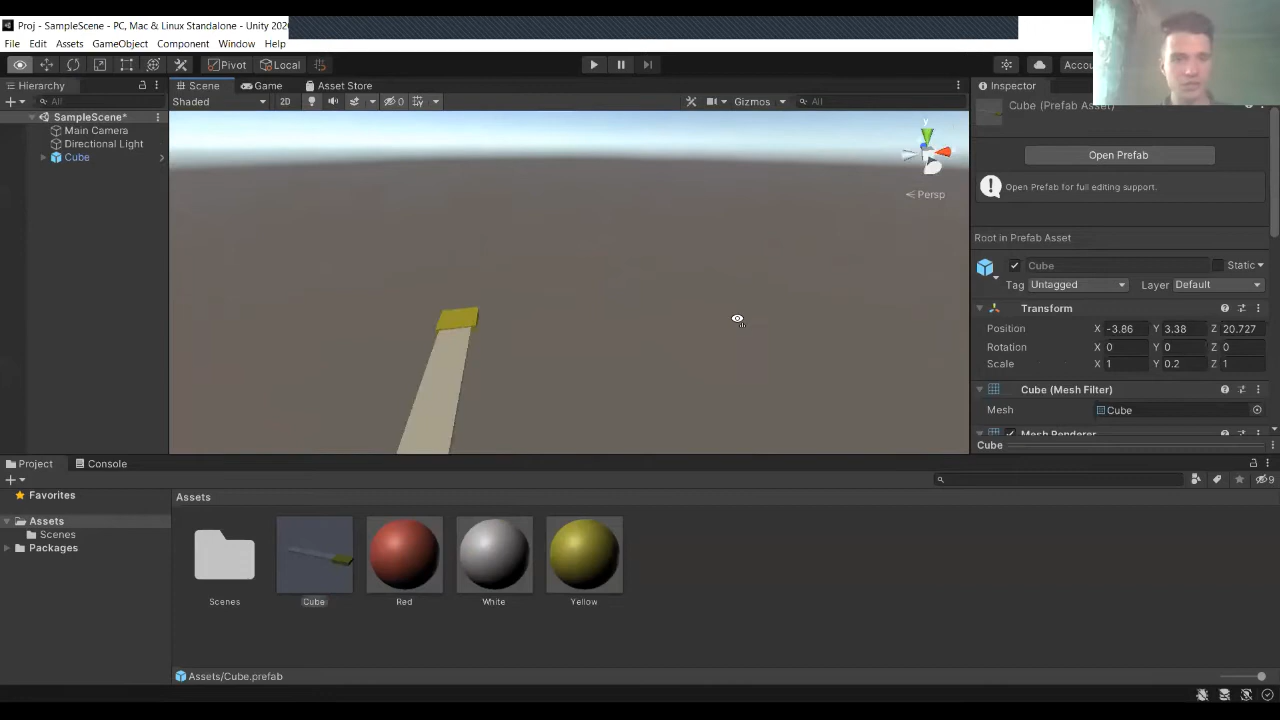 Proj - SampleScene - PC, Mac & Linux Standalone - Unity 202
File Edit Assets GameObject Component Window Help
Pivot Local Accou
Hierarchy Scene Game Asset Store Inspector
All Shaded 2D 0 Gizmos All Cube (Prefab Asset)
SampleScene*
Main Camera
Directional Light
Cube
y
Persp
Open Prefab
Open Prefab for full editing support.
Root in Prefab Asset
Cube Static
Tag Untagged Layer Default
Transform
Position X -3.86 Y 3.38 Z 20.727
Rotation X 0 Y 0 Z 0
Scale X 1 Y 0.2 Z 1
Cube (Mesh Filter)
Mesh Cube
Mesh Renderer
Cube
Project Console
9
Favorites
Assets
Scenes
Packages
Assets
Scenes Cube Red White Yellow
Assets/Cube.prefab